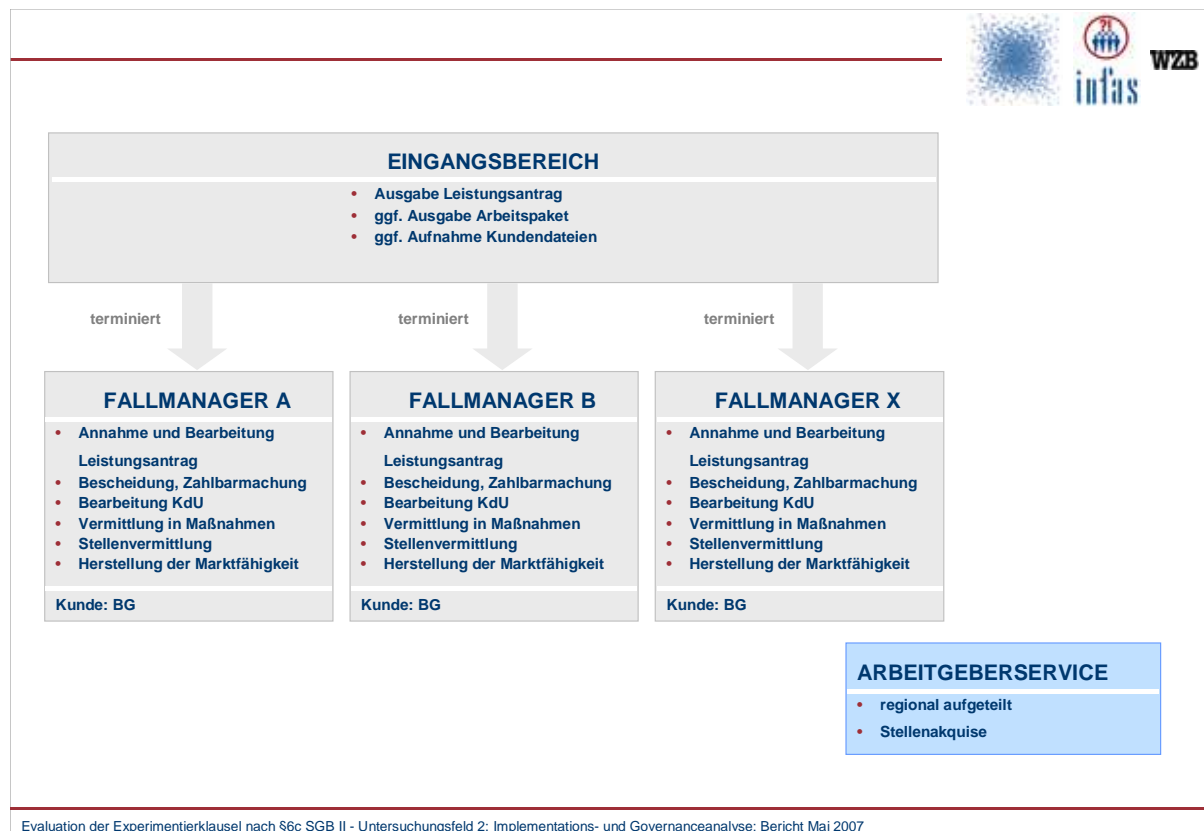 ?!
infas
WZB
EINGANGSBEREICH
• Ausgabe Leistungsantrag
• ggf. Ausgabe Arbeitspaket
• ggf. Aufnahme Kundendateien
terminiert
terminiert
terminiert
FALLMANAGER A
• Annahme und Bearbeitung
Leistungsantrag
• Bescheidung, Zahlbarmachung
• Bearbeitung KdU
• Vermittlung in Maßnahmen
• Stellenvermittlung
• Herstellung der Marktfähigkeit
Kunde: BG
FALLMANAGER B
• Annahme und Bearbeitung
Leistungsantrag
• Bescheidung, Zahlbarmachung
• Bearbeitung KdU
• Vermittlung in Maßnahmen
• Stellenvermittlung
• Herstellung der Marktfähigkeit
Kunde: BG
FALLMANAGER X
• Annahme und Bearbeitung
Leistungsantrag
• Bescheidung, Zahlbarmachung
• Bearbeitung KdU
• Vermittlung in Maßnahmen
• Stellenvermittlung
• Herstellung der Marktfähigkeit
Kunde: BG
ARBEITGEBERSERVICE
• regional aufgeteilt
• Stellenakquise
Evaluation der Experimentierklausel nach §6c SGB II - Untersuchungsfeld 2: Implementations- und Governanceanalyse: Bericht Mai 2007